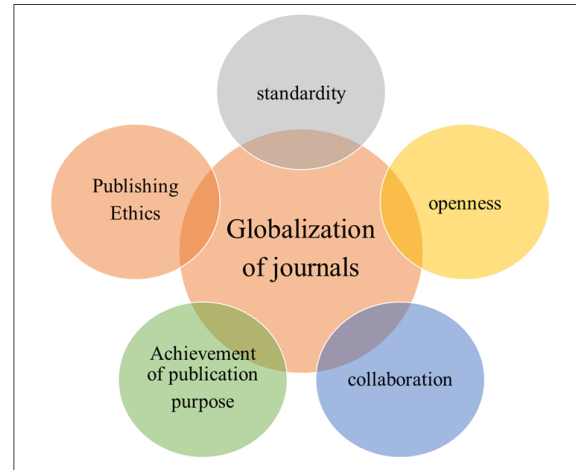 standardity
Publishing
Ethics
openness
Globalization
of journals
Achievement
of publication
purpose
collaboration